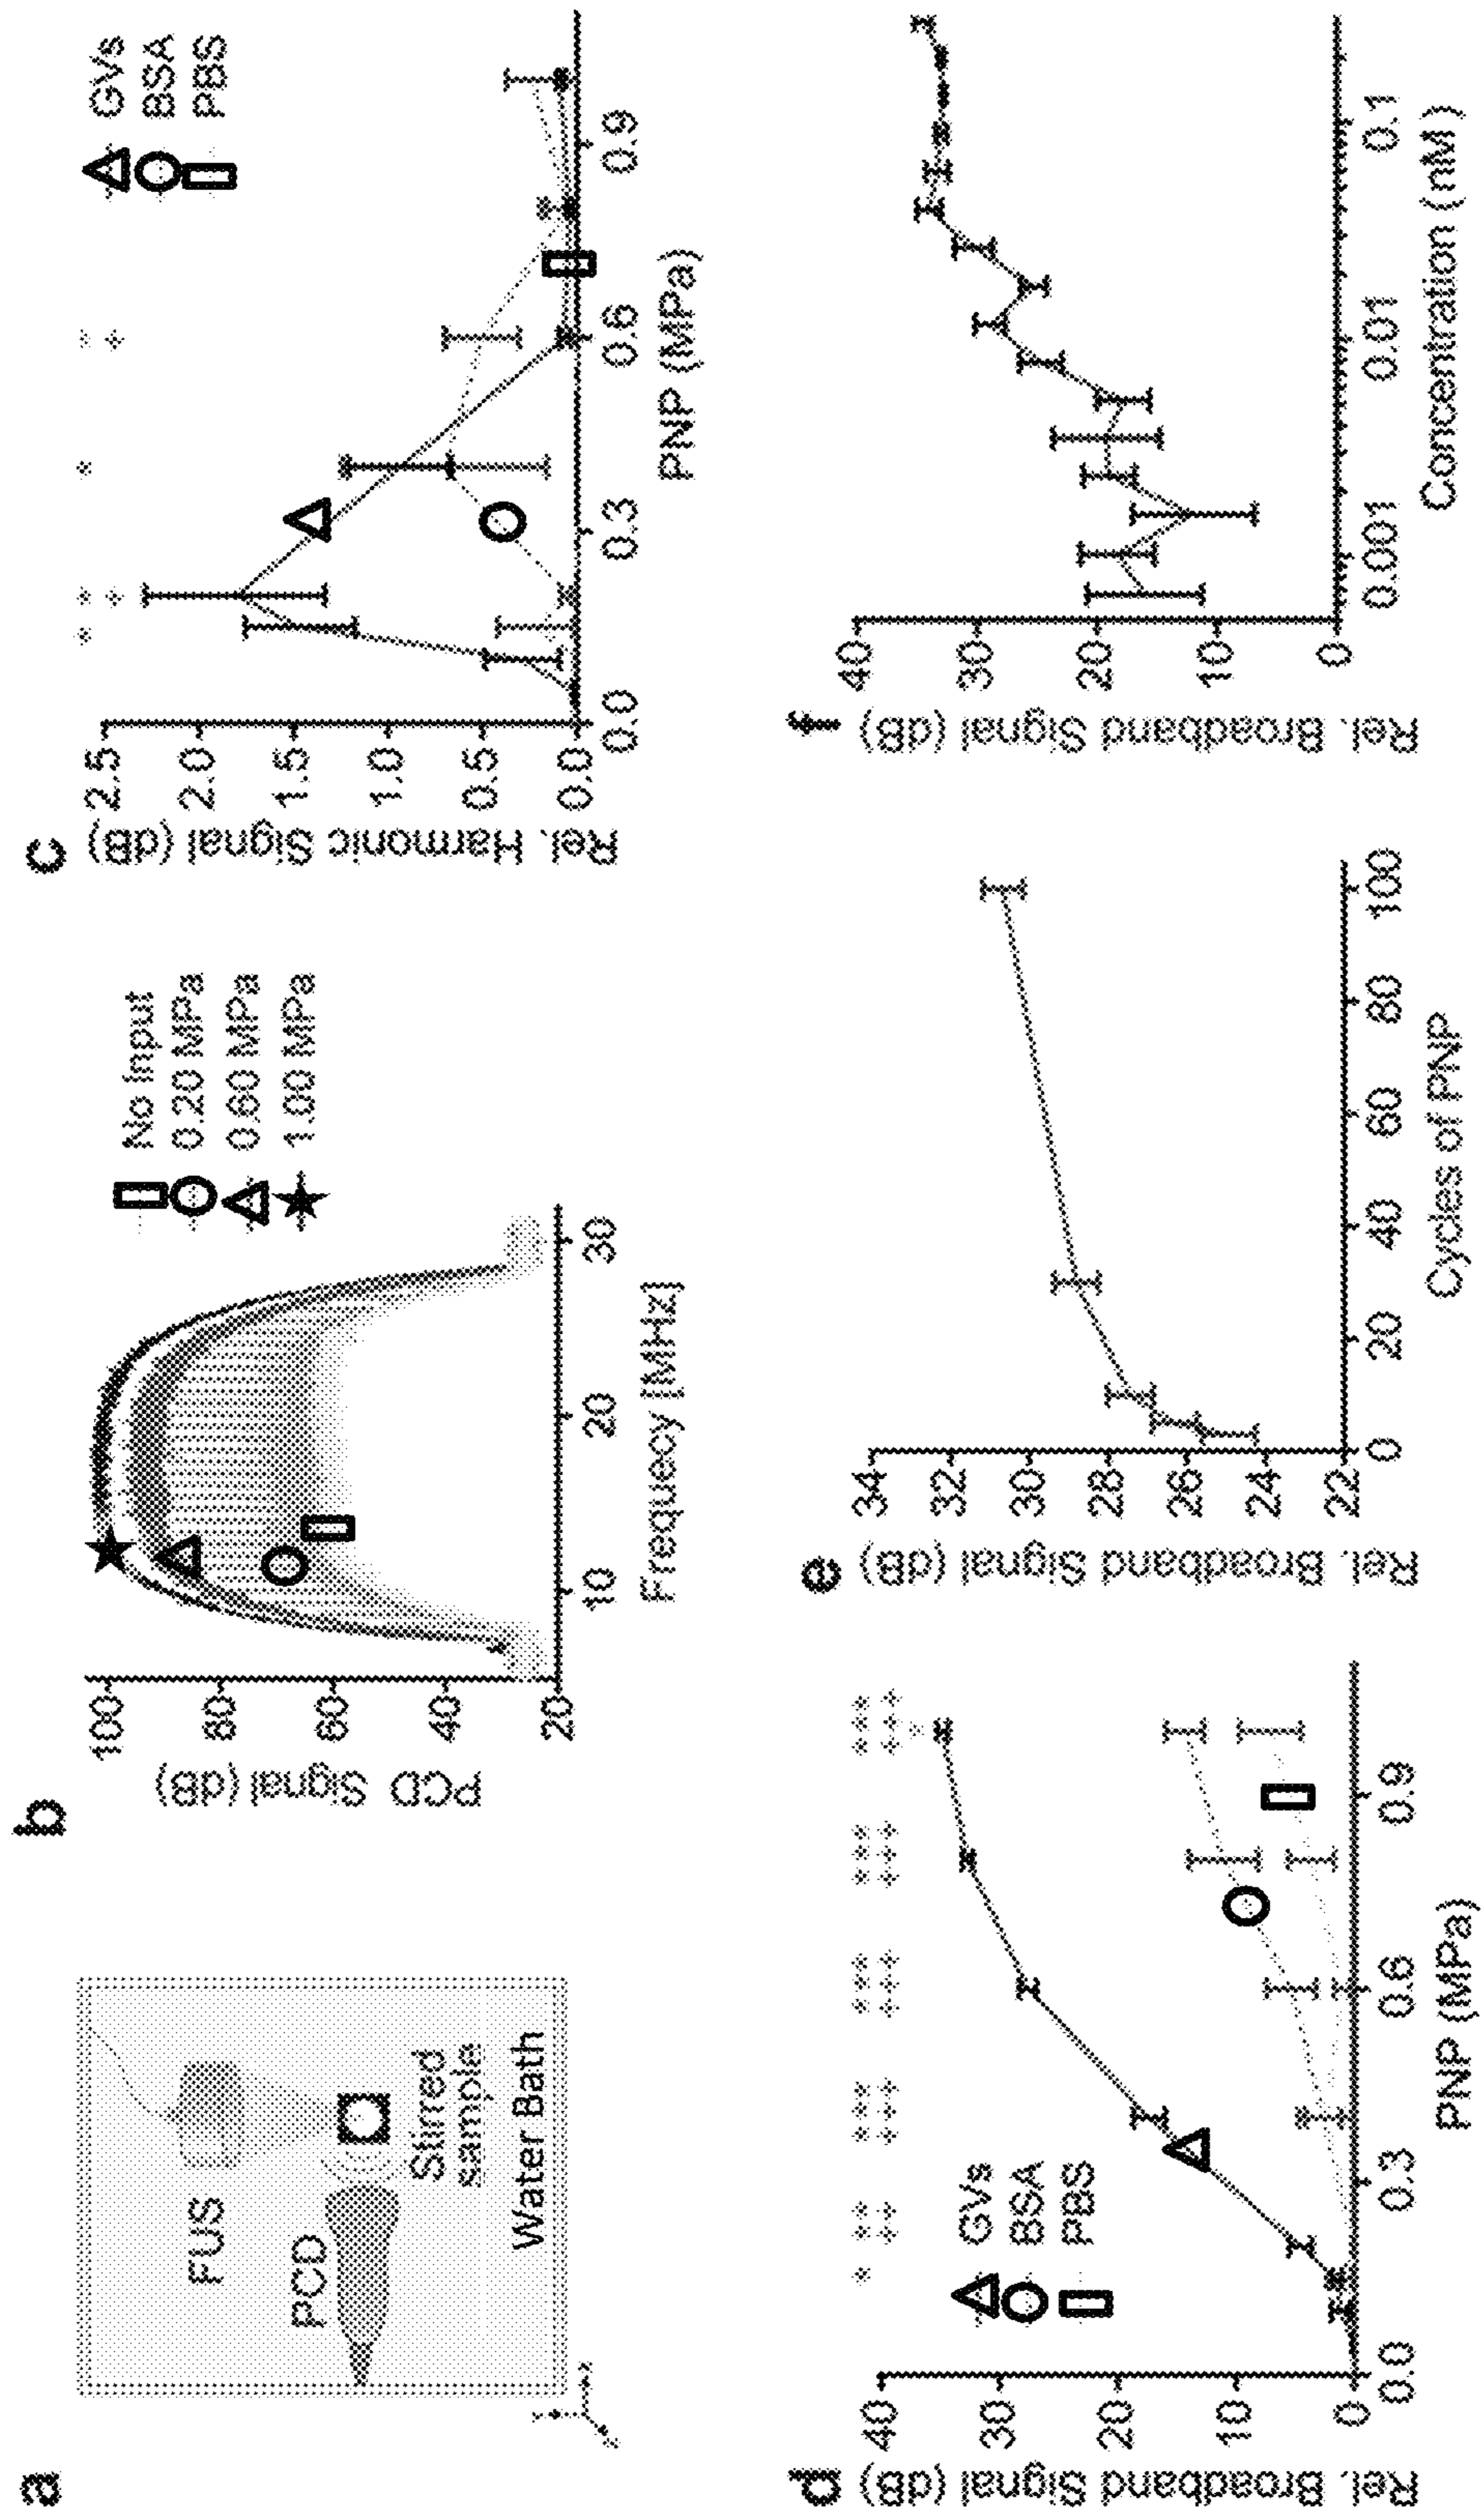 a
FUS
PCD
Stirred
sample
Water Bath
b
PCD Signal (dB)
100
80
60
40
20
10
20
30
Frequecy [MHz]
No Input
0.20 MPa
0.60 MPa
1.00 MPa
c
Rel. Harmonic Signal (dB)
2.5
2.0
1.5
1.0
0.5
0.0
0.0
0.3
0.6
0.9
PNP (MPa)
GVs
BSA
PBS
d
Rel. Broadband Signal (dB)
40
30
20
10
0
0.0
0.3
0.6
0.9
PNP (MPa)
GVs
BSA
PBS
e
Rel. Broadband Signal (dB)
34
32
30
28
26
24
22
0
20
40
60
80
100
Cycles of PNP
f
Rel. Broadband Signal (dB)
40
30
20
10
0
0.001
0.01
0.1
Concentration (nM)